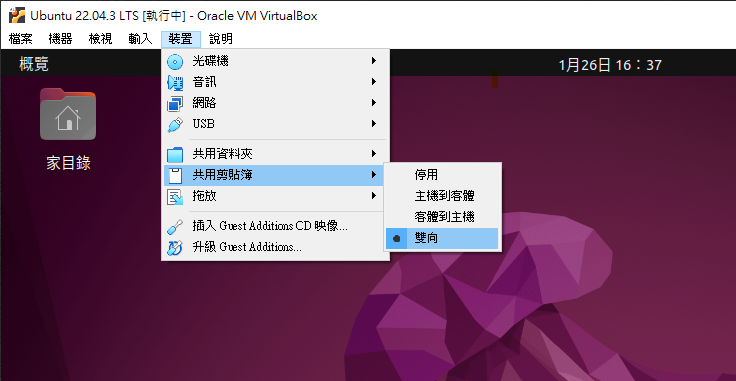 Ubuntu 22.04.3 LTS [執行中] - Oracle VM VirtualBox
檔案 機器 檢視 輸入 裝置 說明
概覽 1月26日 16：37
家目錄
光碟機
音訊
網路
USB
共用資料夾
共用剪貼簿
拖放
插入 Guest Additions CD 映像...
升級 Guest Additions...
停用
主機到客體
客體到主機
雙向